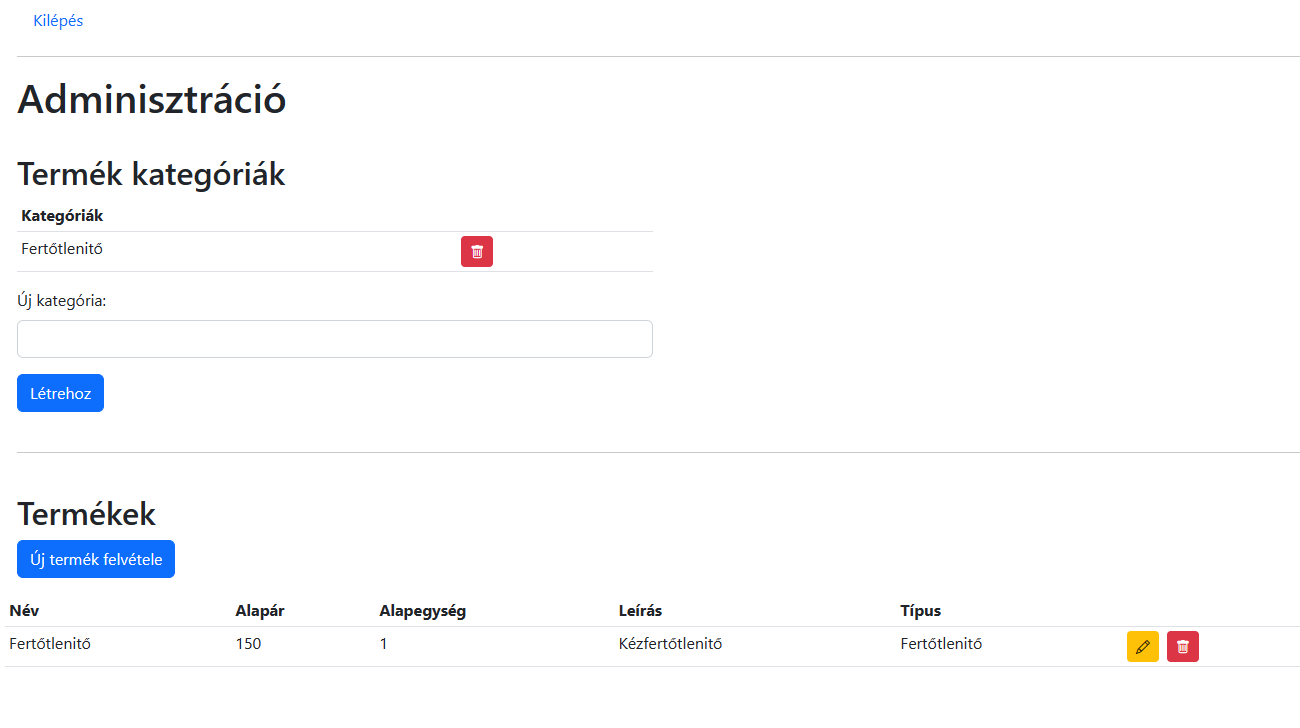 Kilépés
Adminisztráció
Termék kategóriák
Kategóriák
Fertőtlenitő
Új kategória:
Létrehoz
Termékek
Új termék felvétele
Név Alapár Alapegység Leírás Típus
Fertőtlenitő 150 1 Kézfertőtlenitő Fertőtlenitő